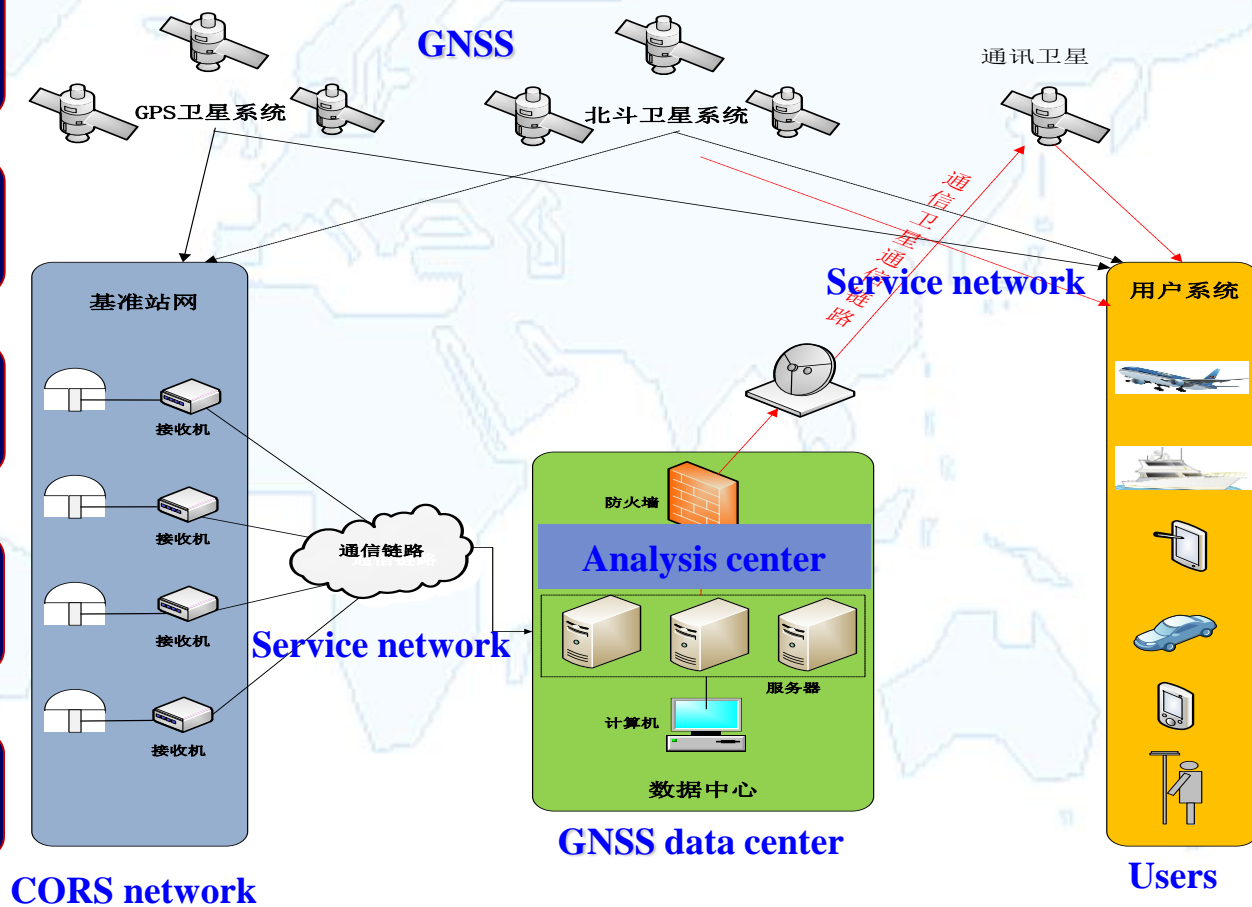 GNSS
通讯卫星
GPS卫星系统
北斗卫星系统
通信卫星通信链路
Service network
基准站网
用户系统
接收机
防火墙
接收机
通信链路
Analysis center
接收机
Service network
服务器
计算机
接收机
数据中心
GNSS data center
Users
CORS network